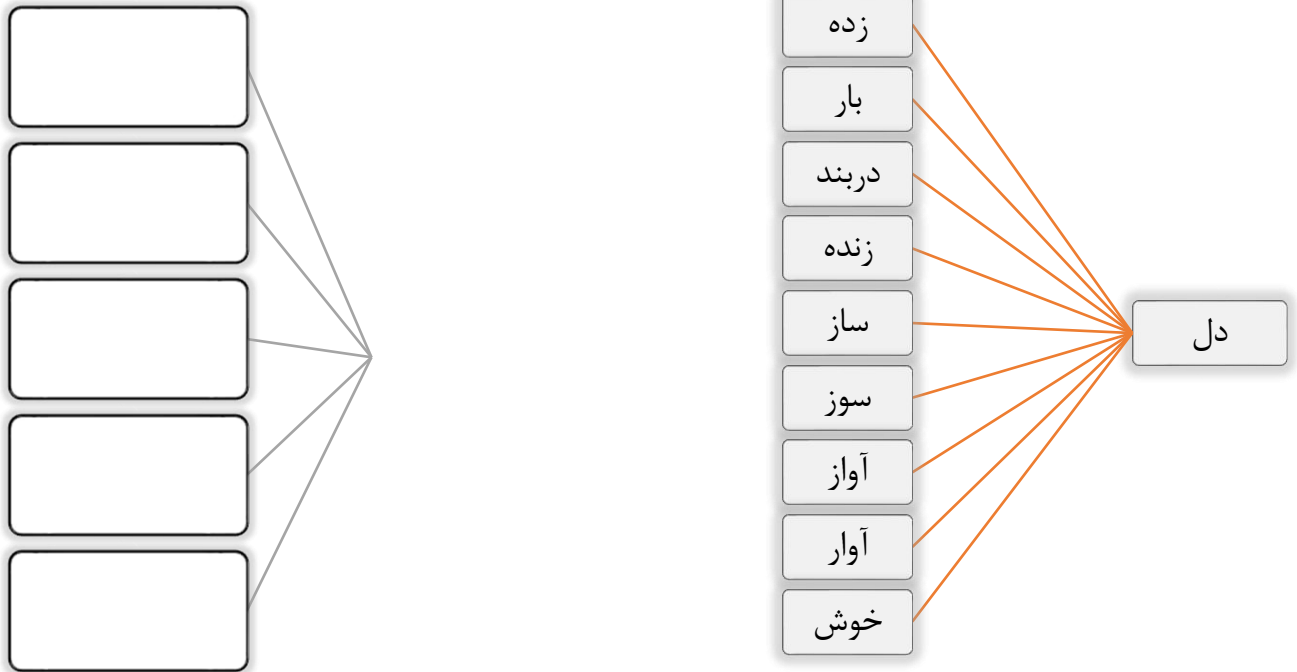 دل
زده
بار
دربند
زنده
ساز
سوز
آواز
آوار
خوش